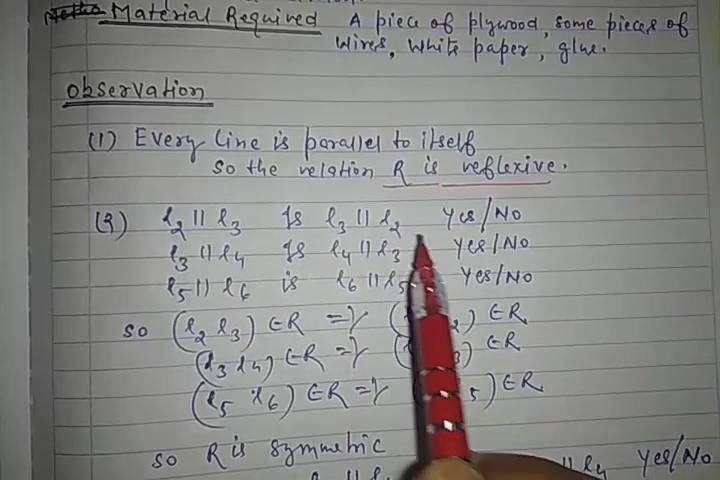 Material Required A piece of plywood, some pieces of
wires, white paper, glue.
Observation
(1) Every line is parallel to itself
so the relation R is reflexive.
(2) l2 || l3 Is l3 || l2 Yes/No
l3 || l4 Is l4 || l3 Yes/No
l5 || l6 is l6 || l5 Yes/No
so (l2 l3) ∈ R => ( 2) ∈ R
(l3 l4) ∈ R => ( 3) ∈ R
(l5 l6) ∈ R => ( 5) ∈ R
so R is symmetric
|| l4 Yes/No